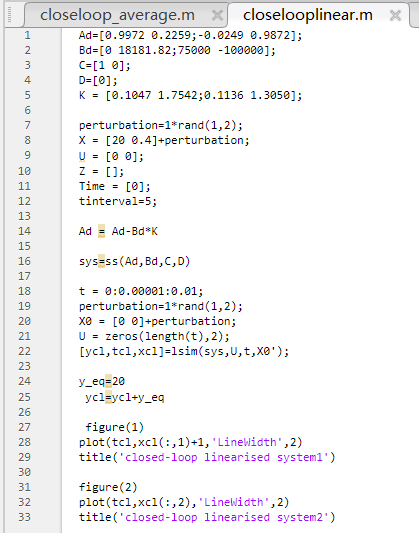 closeloop_average.m
closelooplinear.m
1 Ad=[0.9972 0.2259;-0.0249 0.9872];
2 Bd=[0 18181.82;75000 -100000];
3 C=[1 0];
4 D=[0];
5 K = [0.1047 1.7542;0.1136 1.3050];
6
7 perturbation=1*rand(1,2);
8 X = [20 0.4]+perturbation;
9 U = [0 0];
10 Z = [];
11 Time = [0];
12 tinterval=5;
13
14 Ad = Ad-Bd*K
15
16 sys=ss(Ad,Bd,C,D)
17
18 t = 0:0.00001:0.01;
19 perturbation=1*rand(1,2);
20 X0 = [0 0]+perturbation;
21 U = zeros(length(t),2);
22 [ycl,tcl,xcl]=lsim(sys,U,t,X0');
23
24 y_eq=20
25 ycl=ycl+y_eq
26
27 figure(1)
28 plot(tcl,xcl(:,1)+1,'LineWidth',2)
29 title('closed-loop linearised system1')
30
31 figure(2)
32 plot(tcl,xcl(:,2),'LineWidth',2)
33 title('closed-loop linearised system2')